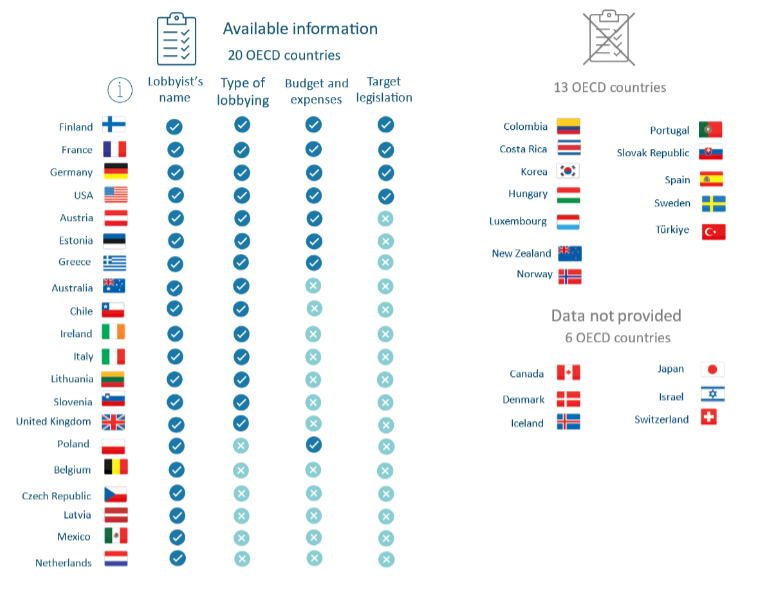 Available information
20 OECD countries
i
Lobbyist's name
Type of lobbying
Budget and expenses
Target legislation
Finland
France
Germany
USA
Austria
Estonia
Greece
Australia
Chile
Ireland
Italy
Lithuania
Slovenia
United Kingdom
Poland
Belgium
Czech Republic
Latvia
Mexico
Netherlands
13 OECD countries
Colombia
Costa Rica
Korea
Hungary
Luxembourg
New Zealand
Norway
Portugal
Slovak Republic
Spain
Sweden
Türkiye
Data not provided
6 OECD countries
Canada
Denmark
Iceland
Japan
Israel
Switzerland